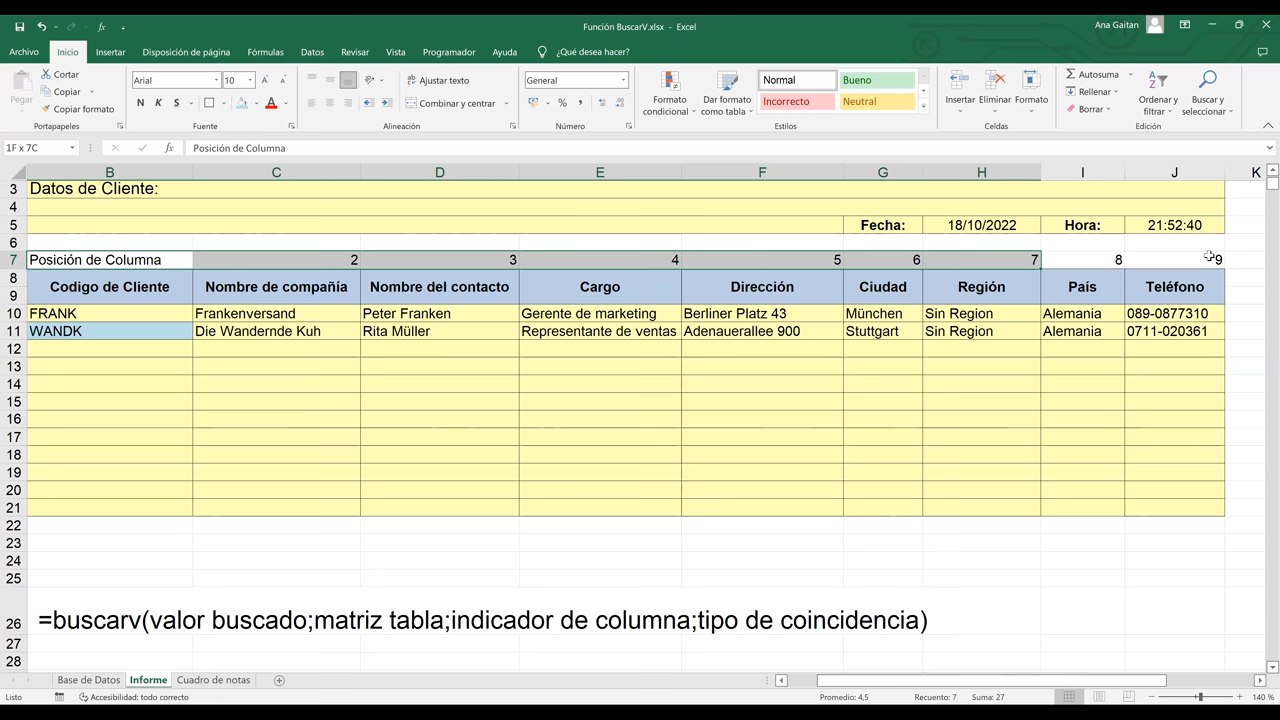 Función BuscarV.xlsx - Excel
Ana Gaitan
Archivo Inicio Insertar Disposición de página Fórmulas Datos Revisar Vista Programador Ayuda ¿Qué desea hacer?
Pegar
Cortar
Copiar
Copiar formato
Portapapeles
Arial 10
N K S
Fuente
Ajustar texto
Combinar y centrar
Alineación
General
Número
Formato condicional
Dar formato como tabla
Normal Bueno
Incorrecto Neutral
Estilos
Insertar Eliminar Formato
Celdas
Autosuma
Rellenar
Borrar
Ordenar y filtrar
Buscar y seleccionar
Edición
1F x 7C Posición de Columna
B C D E F G H I J K
3 Datos de Cliente:
4
5 Fecha: 18/10/2022 Hora: 21:52:40
6
7 Posición de Columna 2 3 4 5 6 7 8 9
8 Codigo de Cliente Nombre de compañía Nombre del contacto Cargo Dirección Ciudad Región País Teléfono
9
10 FRANK Frankenversand Peter Franken Gerente de marketing Berliner Platz 43 München Sin Region Alemania 089-0877310
11 WANDK Die Wandernde Kuh Rita Müller Representante de ventas Adenauerallee 900 Stuttgart Sin Region Alemania 0711-020361
12
13
14
15
16
17
18
19
20
21
22
23
24
25
26 =buscarv(valor buscado;matriz tabla;indicador de columna;tipo de coincidencia)
27
28
Base de Datos Informe Cuadro de notas
Listo Accesibilidad: todo correcto Promedio: 4,5 Recuento: 7 Suma: 27 140 %